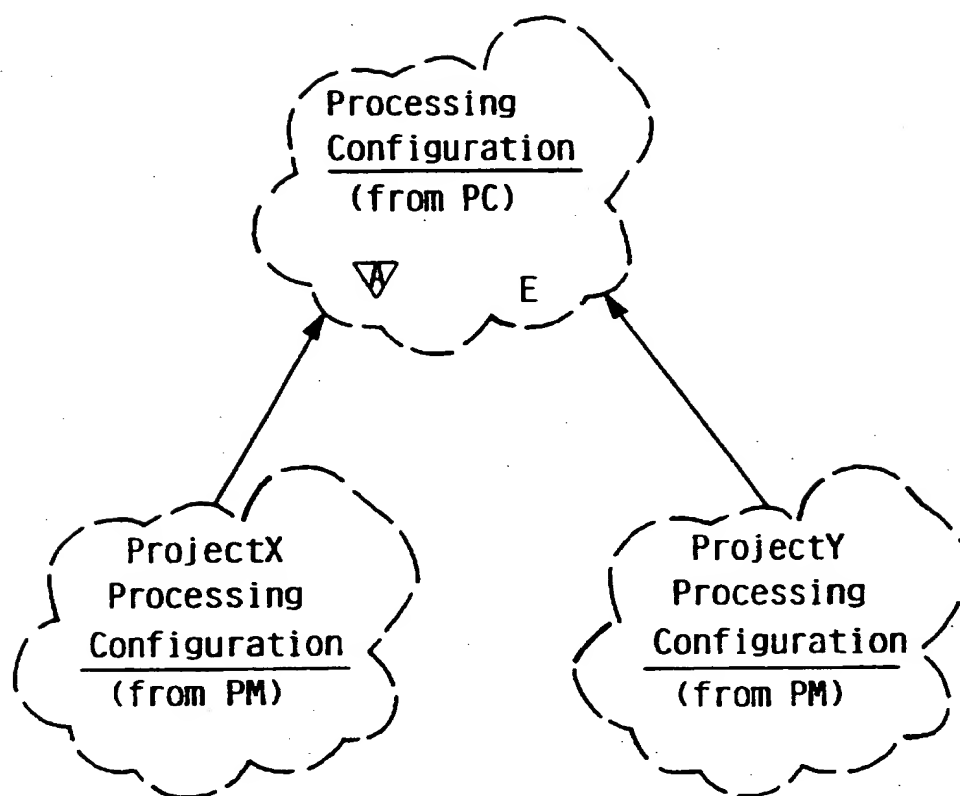 Processing
Configuration
(from PC)
A
E
ProjectX
Processing
Configuration
(from PM)
ProjectY
Processing
Configuration
(from PM)